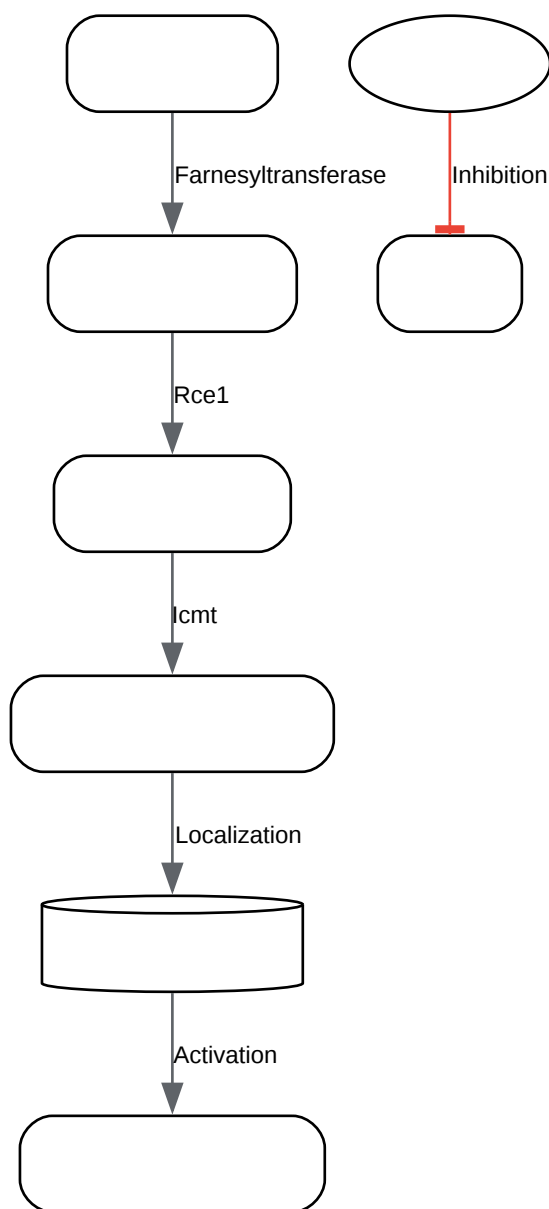 Farnesyltransferase
Inhibition
Rce1
Icmt
Localization
Activation